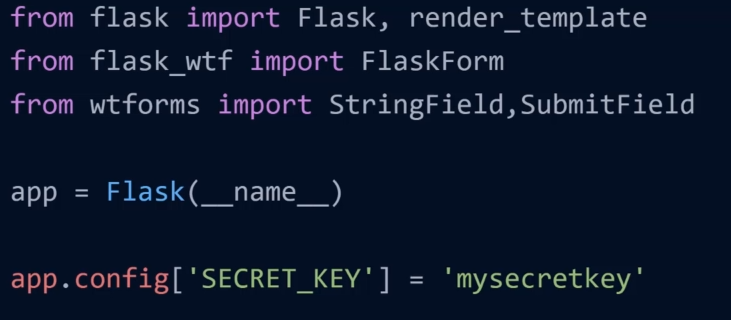 from flask import Flask, render_template
from flask_wtf import FlaskForm
from wtforms import StringField,SubmitField
app = Flask(__name__)
app.config['SECRET_KEY'] = 'mysecretkey'